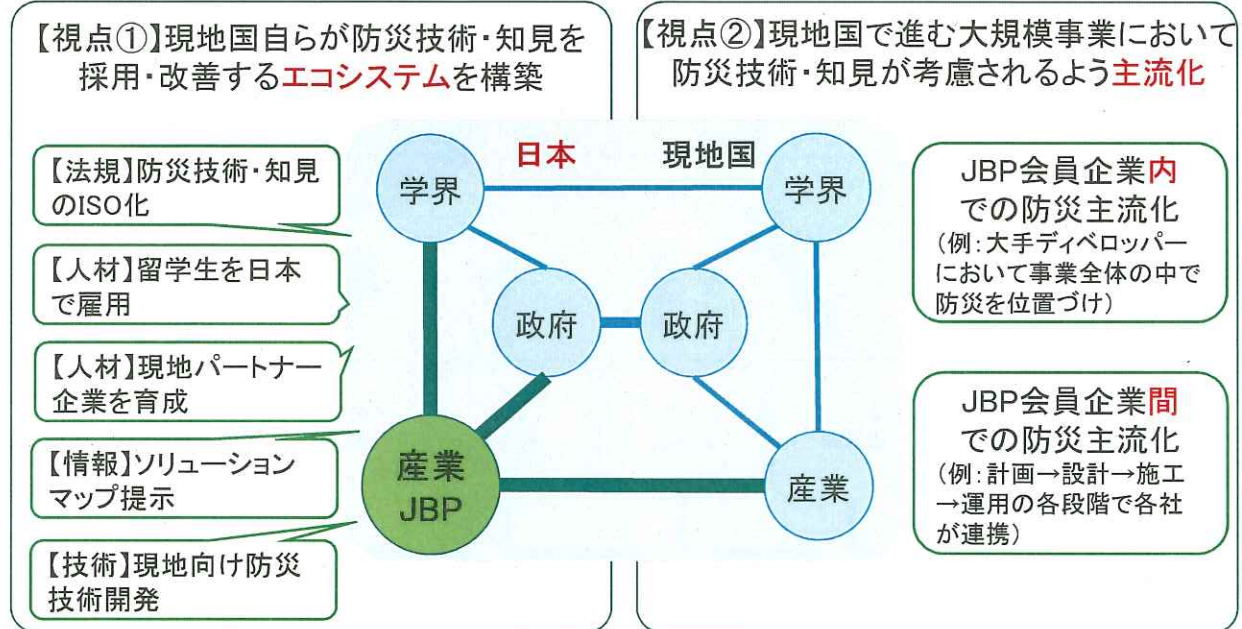 【視点①】現地国自らが防災技術・知見を
採用・改善するエコシステムを構築
【法規】防災技術・知見
のISO化
【人材】留学生を日本
で雇用
【人材】現地パートナー
企業を育成
【情報】ソリューション
マップ提示
【技術】現地向け防災
技術開発
日本
現地国
学界
学界
政府
政府
産業
JBP
産業
【視点②】現地国で進む大規模事業において
防災技術・知見が考慮されるよう主流化
JBP会員企業内
での防災主流化
(例:大手ディベロッパー
において事業全体の中で
防災を位置づけ)
JBP会員企業間
での防災主流化
(例:計画→設計→施工
→運用の各段階で各社
が連携)